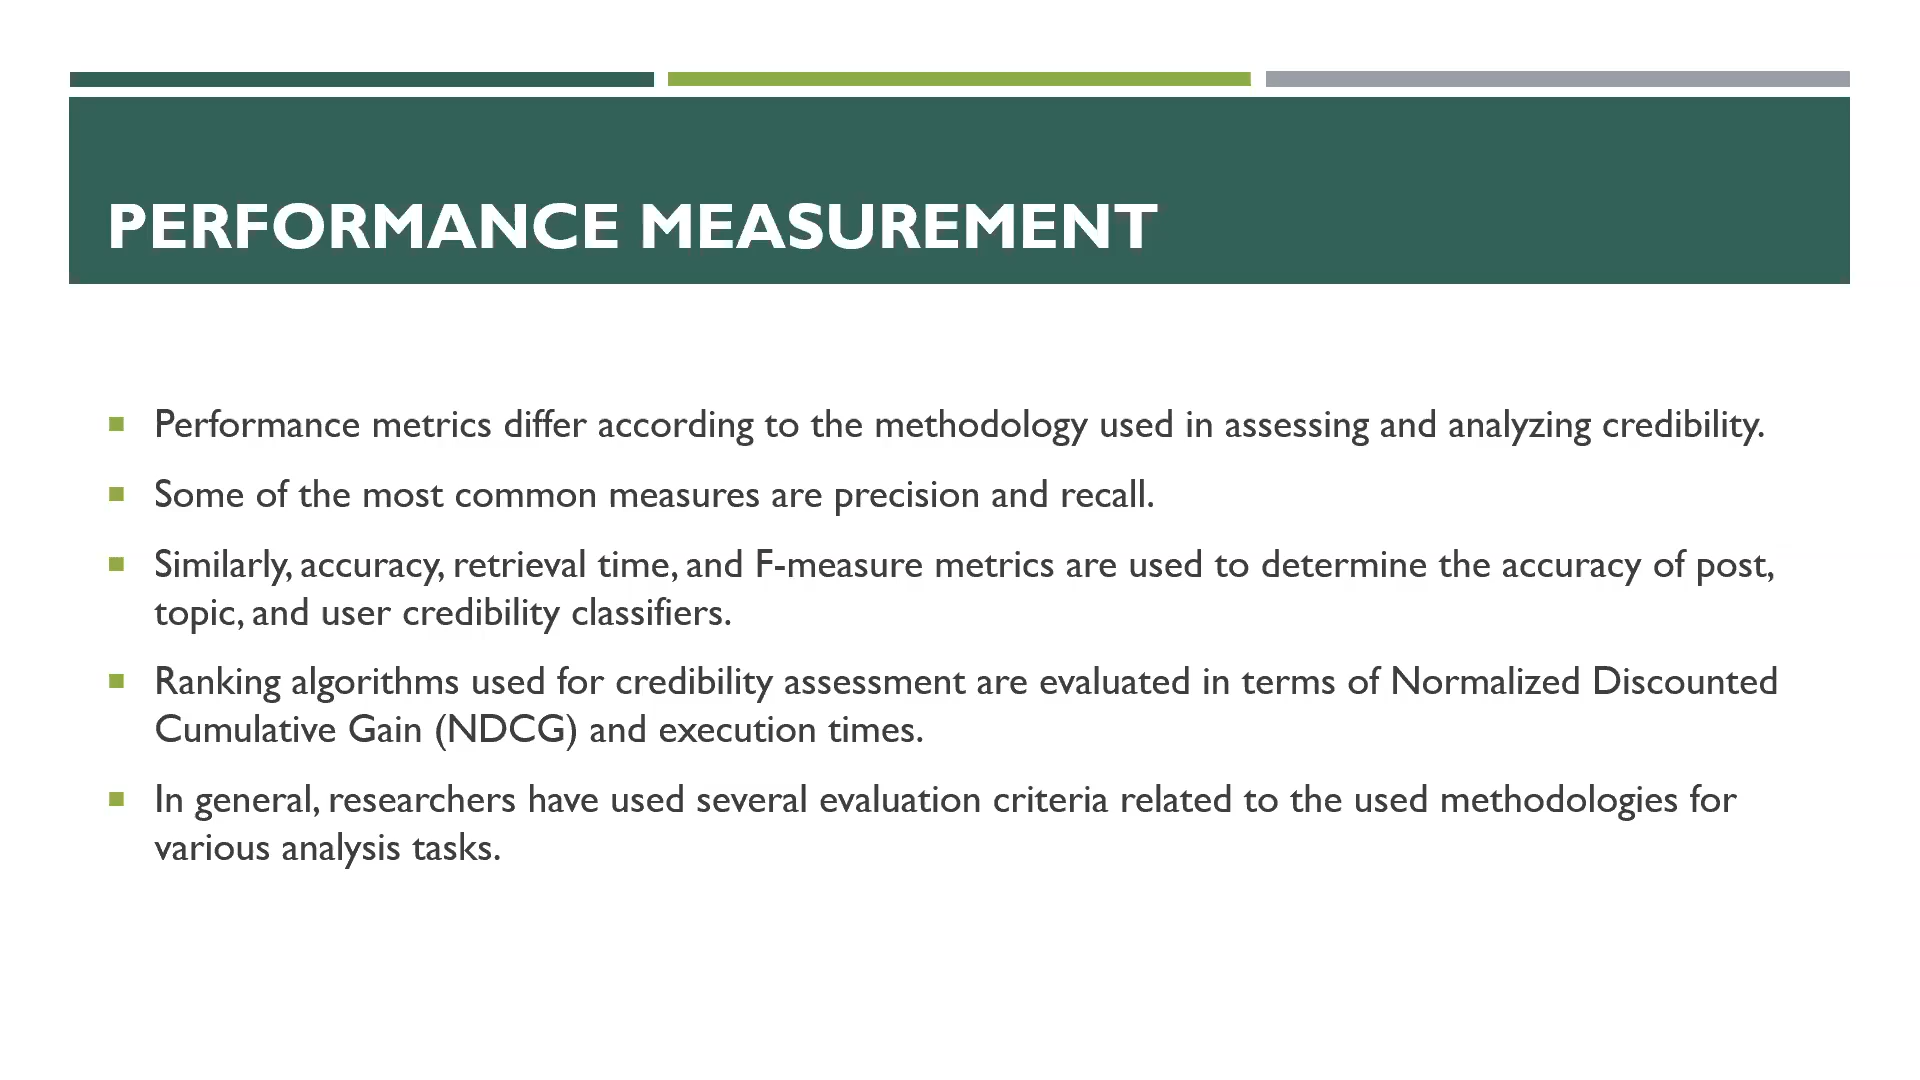 PERFORMANCE MEASUREMENT
Performance metrics differ according to the methodology used in assessing and analyzing credibility.
Some of the most common measures are precision and recall.
Similarly, accuracy, retrieval time, and F-measure metrics are used to determine the accuracy of post,
topic, and user credibility classifiers.
Ranking algorithms used for credibility assessment are evaluated in terms of Normalized Discounted
Cumulative Gain (NDCG) and execution times.
In general, researchers have used several evaluation criteria related to the used methodologies for
various analysis tasks.